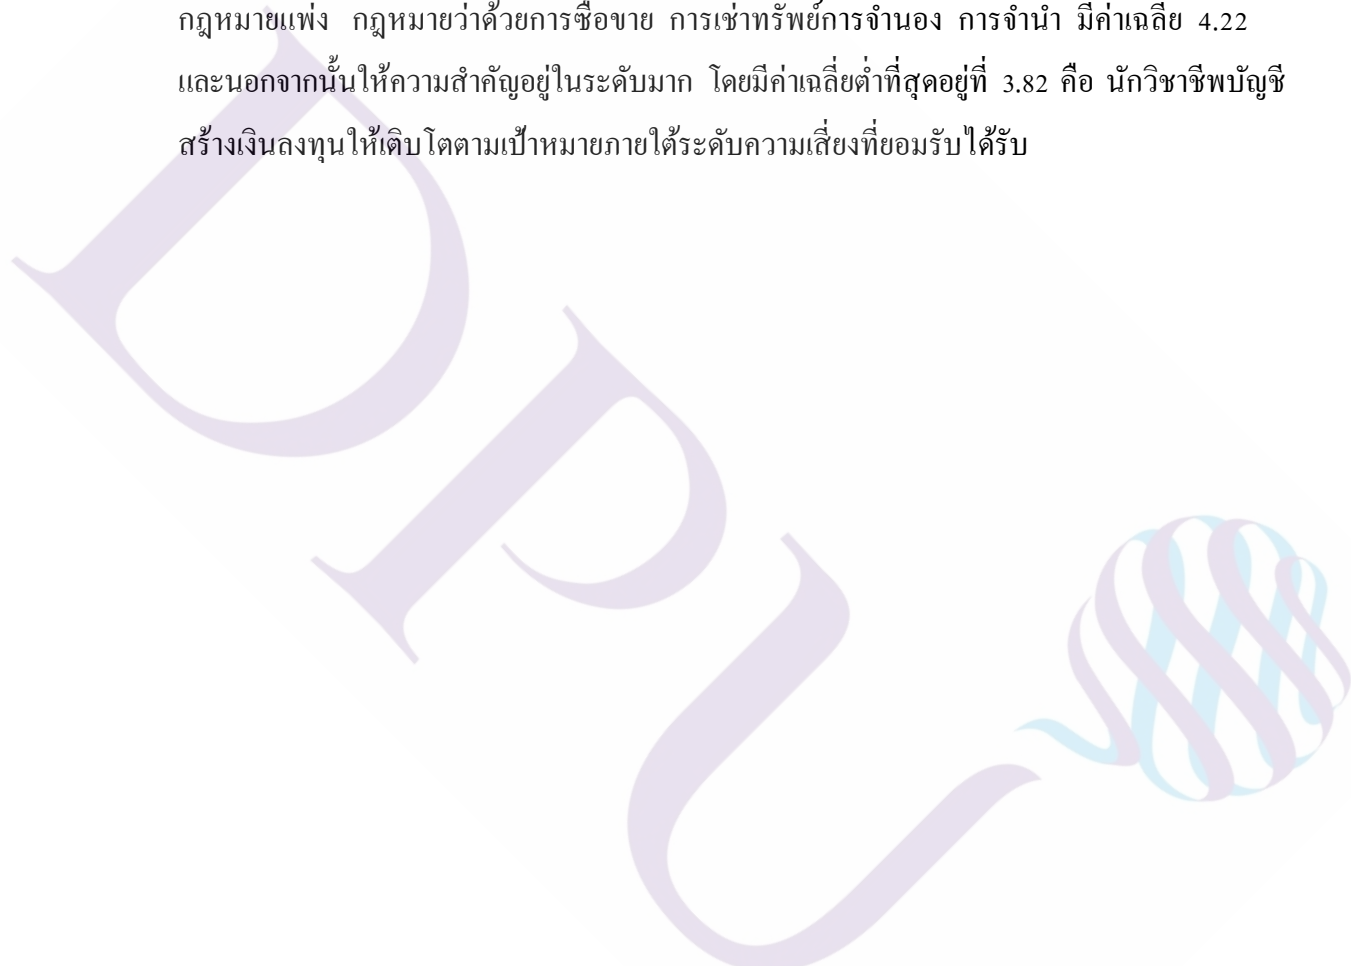 กฎหมายแพ่ง กฎหมายว่าด้วยการซื้อขาย การเช่าทรัพย์การจำนอง การจำนำ มีค่าเฉลี่ย 4.22
และนอกจากนั้นให้ความสำคัญอยู่ในระดับมาก โดยมีค่าเฉลี่ยต่ำที่สุดอยู่ที่ 3.82 คือ นักวิชาชีพบัญชี
สร้างเงินลงทุนให้เติบโตตามเป้าหมายภายใต้ระดับความเสี่ยงที่ยอมรับได้รับ
DPU